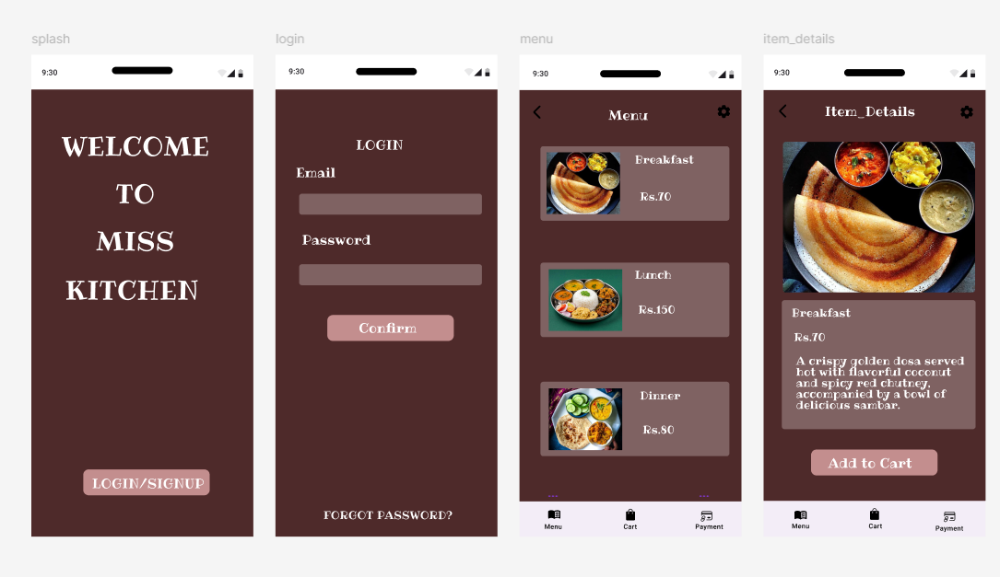 splash
9:30
WELCOME
TO
MISS
KITCHEN
LOGIN/SIGNUP
login
9:30
LOGIN
Email
Password
Confirm
FORGOT PASSWORD?
menu
9:30
Menu
Breakfast
Rs.70
Lunch
Rs.150
Dinner
Rs.80
Menu
Cart
Payment
item_details
9:30
Item_Details
Breakfast
Rs.70
A crispy golden dosa served
hot with flavorful coconut
and spicy red chutney,
accompanied by a bowl of
delicious sambar.
Add to Cart
Menu
Cart
Payment